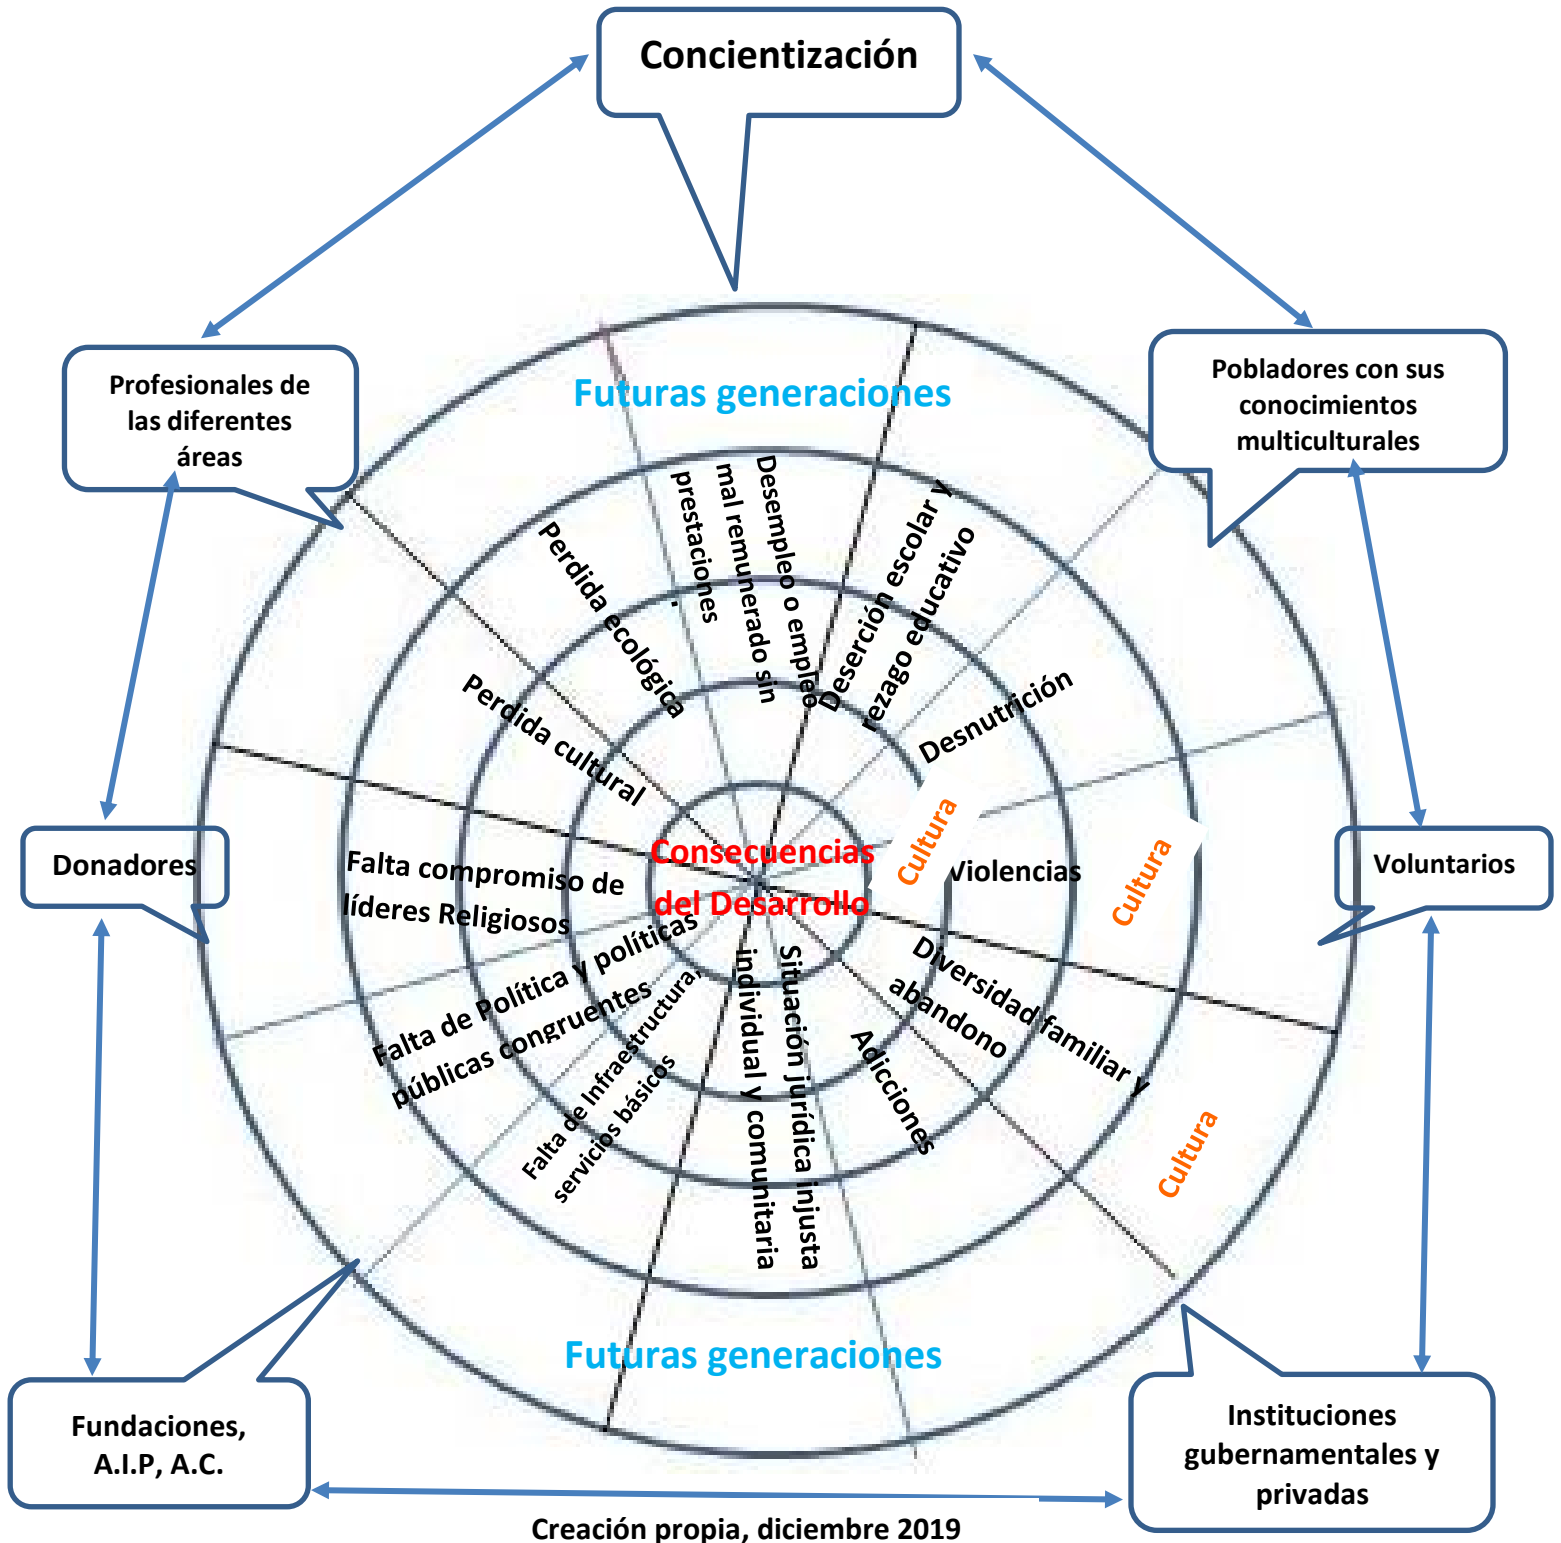 Concientización
Profesionales de
las diferentes
áreas
Pobladores con sus
conocimientos
multiculturales
Futuras generaciones
Perdida ecológica
Desempleo o empleo
mal remunerado sin
prestaciones
.
Deserción escolar y
rezago educativo
Perdida cultural
Desnutrición
Donadores
Falta compromiso de
líderes Religiosos
Consecuencias
del Desarrollo
Cultura
Violencias
Cultura
Voluntarios
Falta de Política y políticas
públicas congruentes
Falta de Infraestructura,
servicios básicos
Situación jurídica injusta
individual y comunitaria
Adicciones
Diversidad familiar y
abandono
Cultura
Futuras generaciones
Fundaciones,
A.I.P, A.C.
Instituciones
gubernamentales y
privadas
Creación propia, diciembre 2019